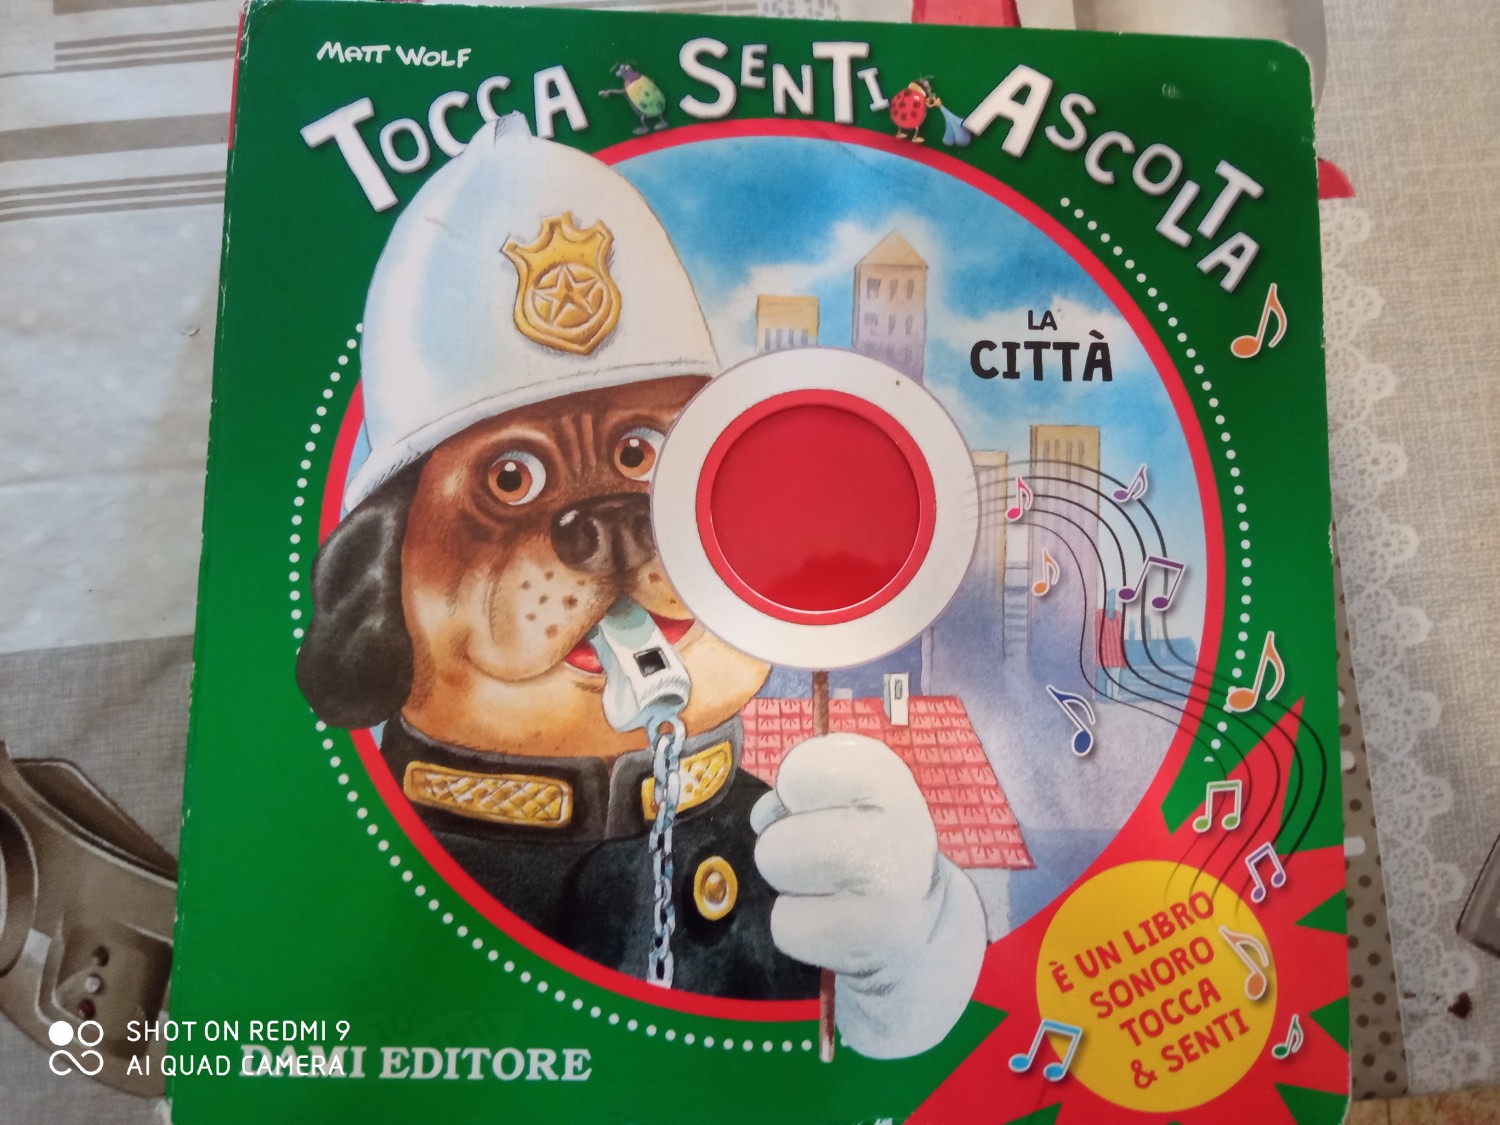 MATT WOLF
TOCCA SENTI ASCOLTA
LA
CITTÀ
È UN LIBRO
SONORO
TOCCA
& SENTI
EDITORE
SHOT ON REDMI 9
AI QUAD CAMERA